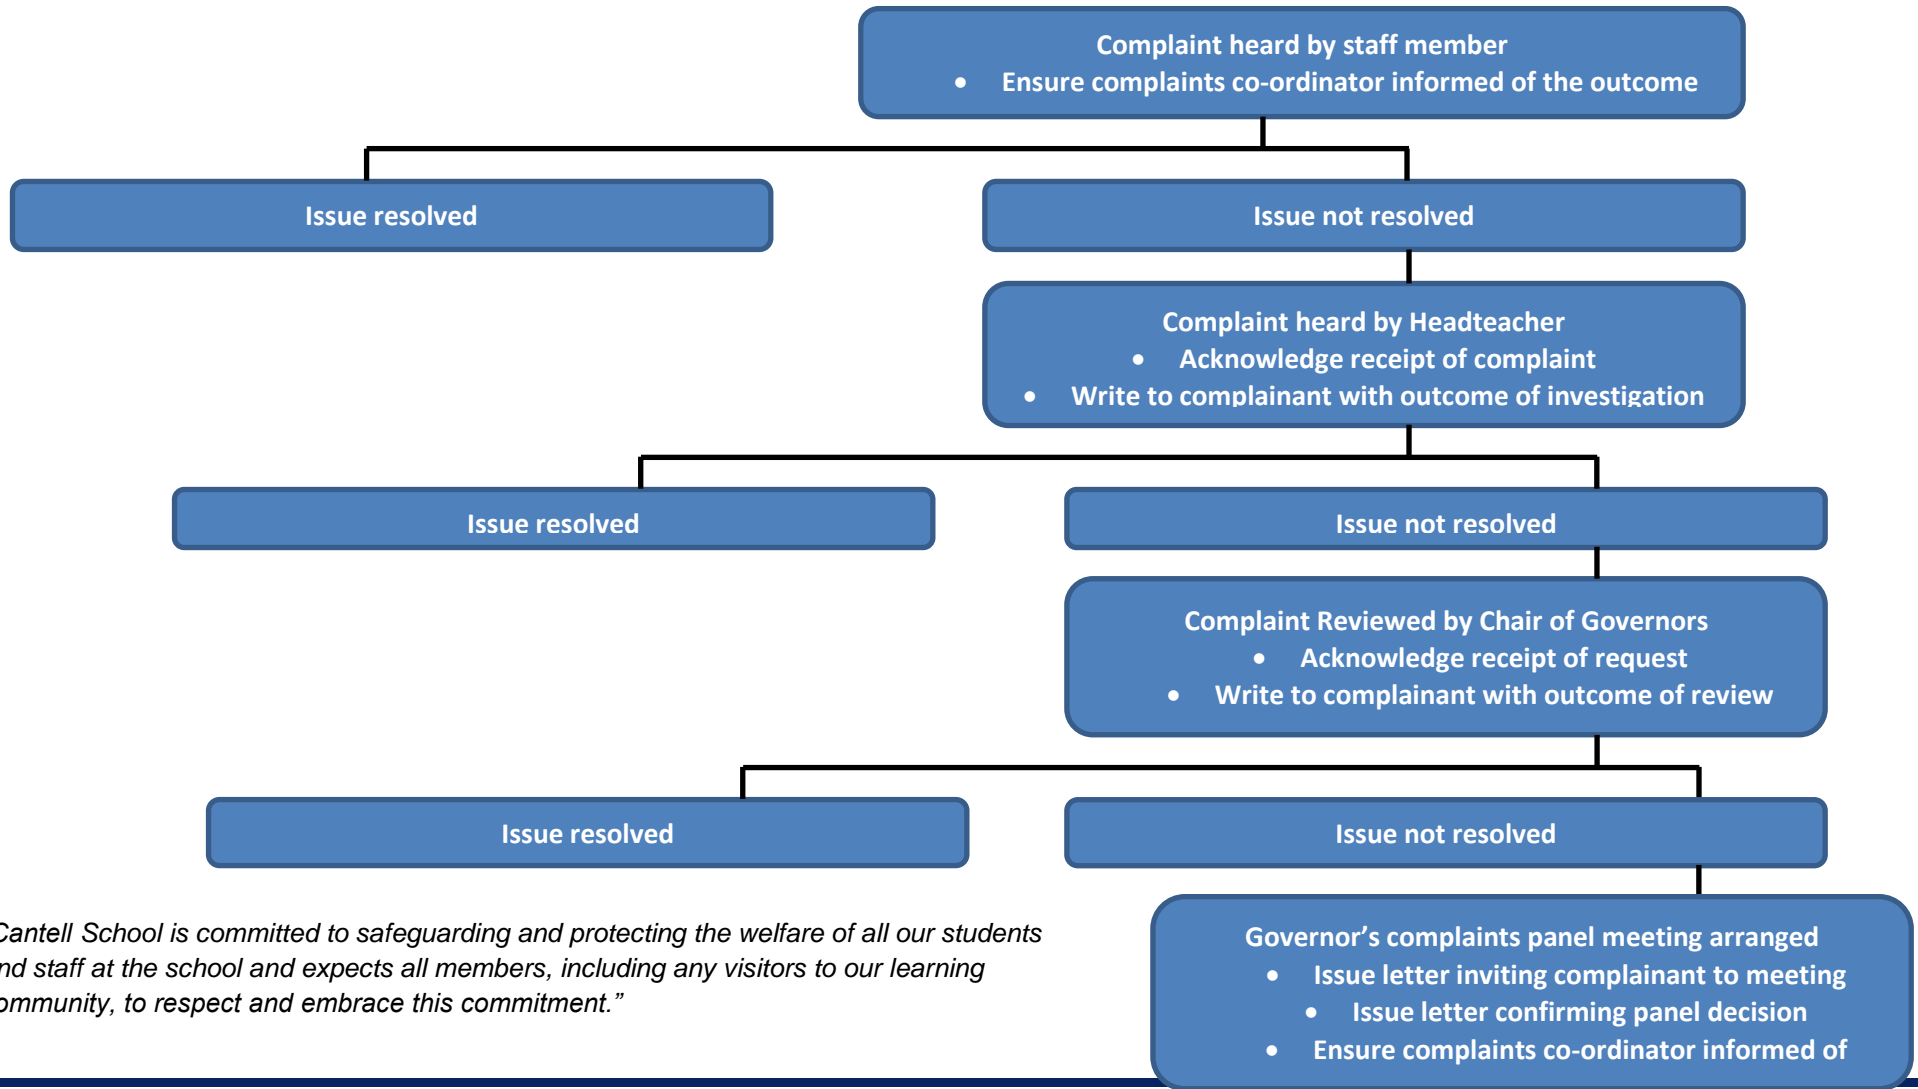 Complaint heard by staff member
• Ensure complaints co-ordinator informed of the outcome
Issue resolved
Issue not resolved
Complaint heard by Headteacher
• Acknowledge receipt of complaint
• Write to complainant with outcome of investigation
Issue resolved
Issue not resolved
Complaint Reviewed by Chair of Governors
• Acknowledge receipt of request
• Write to complainant with outcome of review
Issue resolved
Issue not resolved
Cantell School is committed to safeguarding and protecting the welfare of all our students
nd staff at the school and expects all members, including any visitors to our learning
ommunity, to respect and embrace this commitment.”
Governor’s complaints panel meeting arranged
• Issue letter inviting complainant to meeting
• Issue letter confirming panel decision
• Ensure complaints co-ordinator informed of